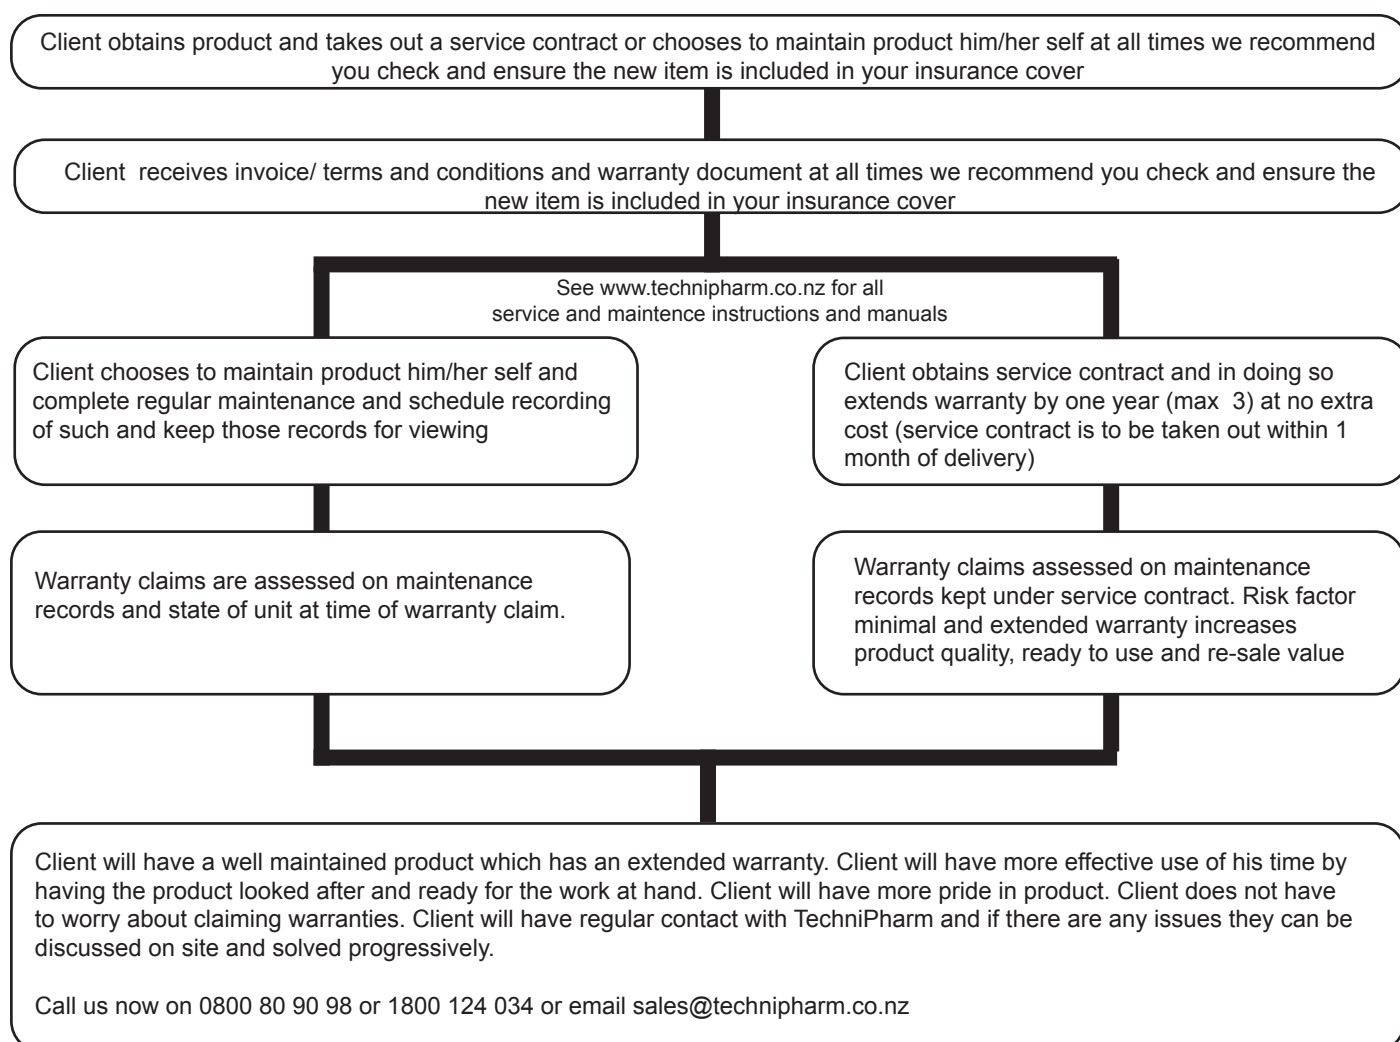 Client obtains product and takes out a service contract or chooses to maintain product him/her self at all times we recommend
you check and ensure the new item is included in your insurance cover
Client  receives invoice/ terms and conditions and warranty document at all times we recommend you check and ensure the
new item is included in your insurance cover
See www.technipharm.co.nz for all
service and maintence instructions and manuals
Client chooses to maintain product him/her self and
complete regular maintenance and schedule recording
of such and keep those records for viewing
Client obtains service contract and in doing so
extends warranty by one year (max  3) at no extra
cost (service contract is to be taken out within 1
month of delivery)
Warranty claims are assessed on maintenance
records and state of unit at time of warranty claim.
Warranty claims assessed on maintenance
records kept under service contract. Risk factor
minimal and extended warranty increases
product quality, ready to use and re-sale value
Client will have a well maintained product which has an extended warranty. Client will have more effective use of his time by
having the product looked after and ready for the work at hand. Client will have more pride in product. Client does not have
to worry about claiming warranties. Client will have regular contact with TechniPharm and if there are any issues they can be
discussed on site and solved progressively.
Call us now on 0800 80 90 98 or 1800 124 034 or email sales@technipharm.co.nz